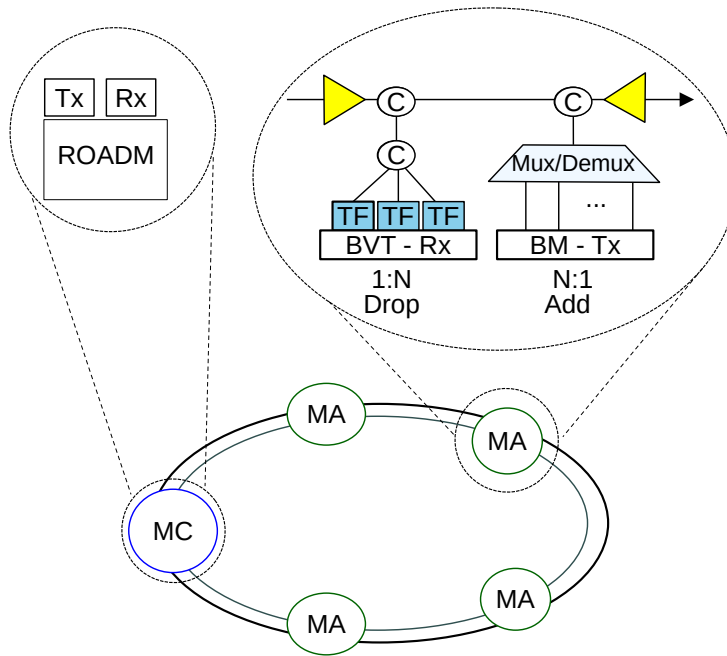 Tx Rx
ROADM
C C
C
Mux/Demux
TF TF TF
...
BVT - Rx
BM - Tx
1:N
Drop
N:1
Add
MA
MA
MC
MA
MA